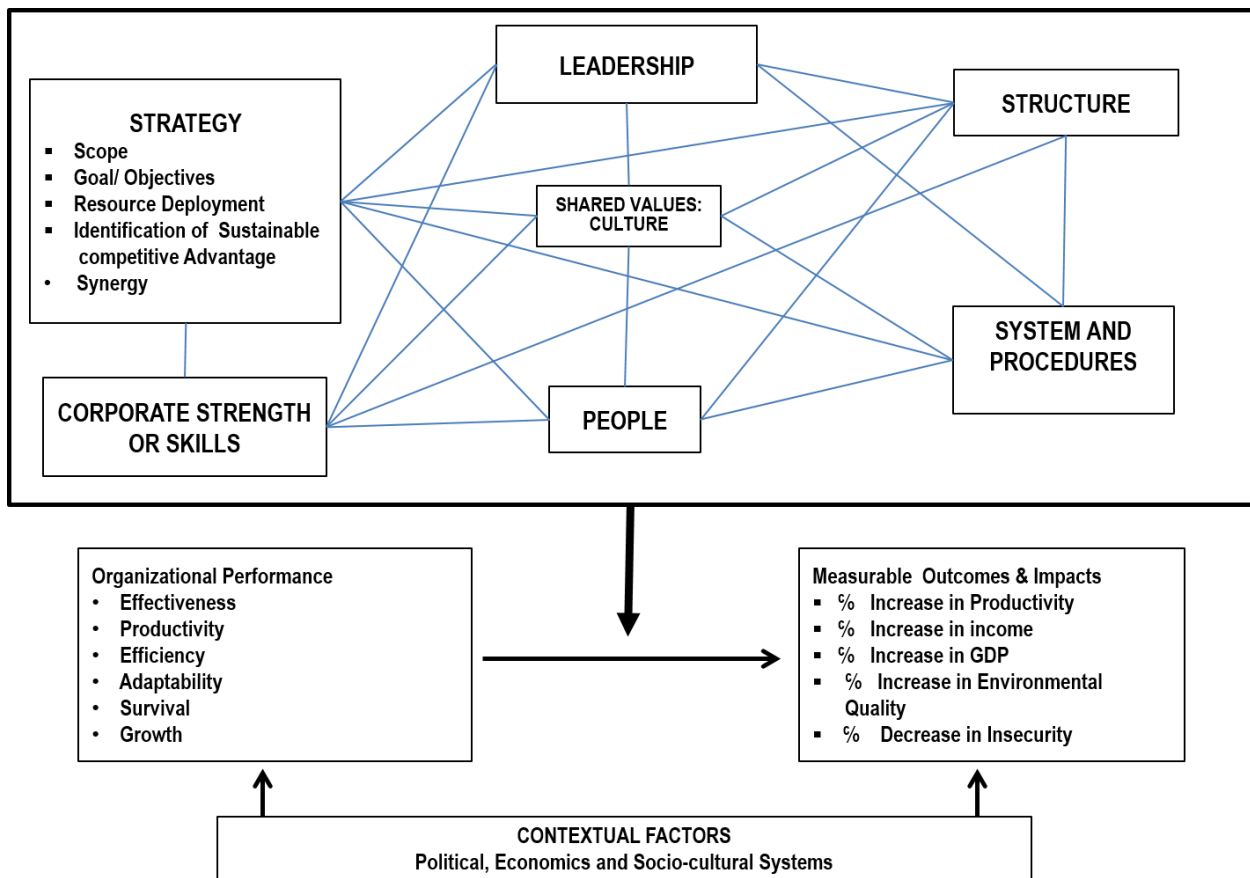 LEADERSHIP
STRUCTURE
STRATEGY
▪ Scope
▪ Goal/ Objectives
▪ Resource Deployment
▪ Identification of Sustainable
competitive Advantage
• Synergy
SHARED VALUES:
CULTURE
SYSTEM AND
PROCEDURES
CORPORATE STRENGTH
OR SKILLS
PEOPLE
Organizational Performance
• Effectiveness
• Productivity
• Efficiency
• Adaptability
• Survival
• Growth
Measurable Outcomes & Impacts
▪ % Increase in Productivity
▪ % Increase in income
▪ % Increase in GDP
▪ % Increase in Environmental
Quality
▪ % Decrease in Insecurity
CONTEXTUAL FACTORS
Political, Economics and Socio-cultural Systems